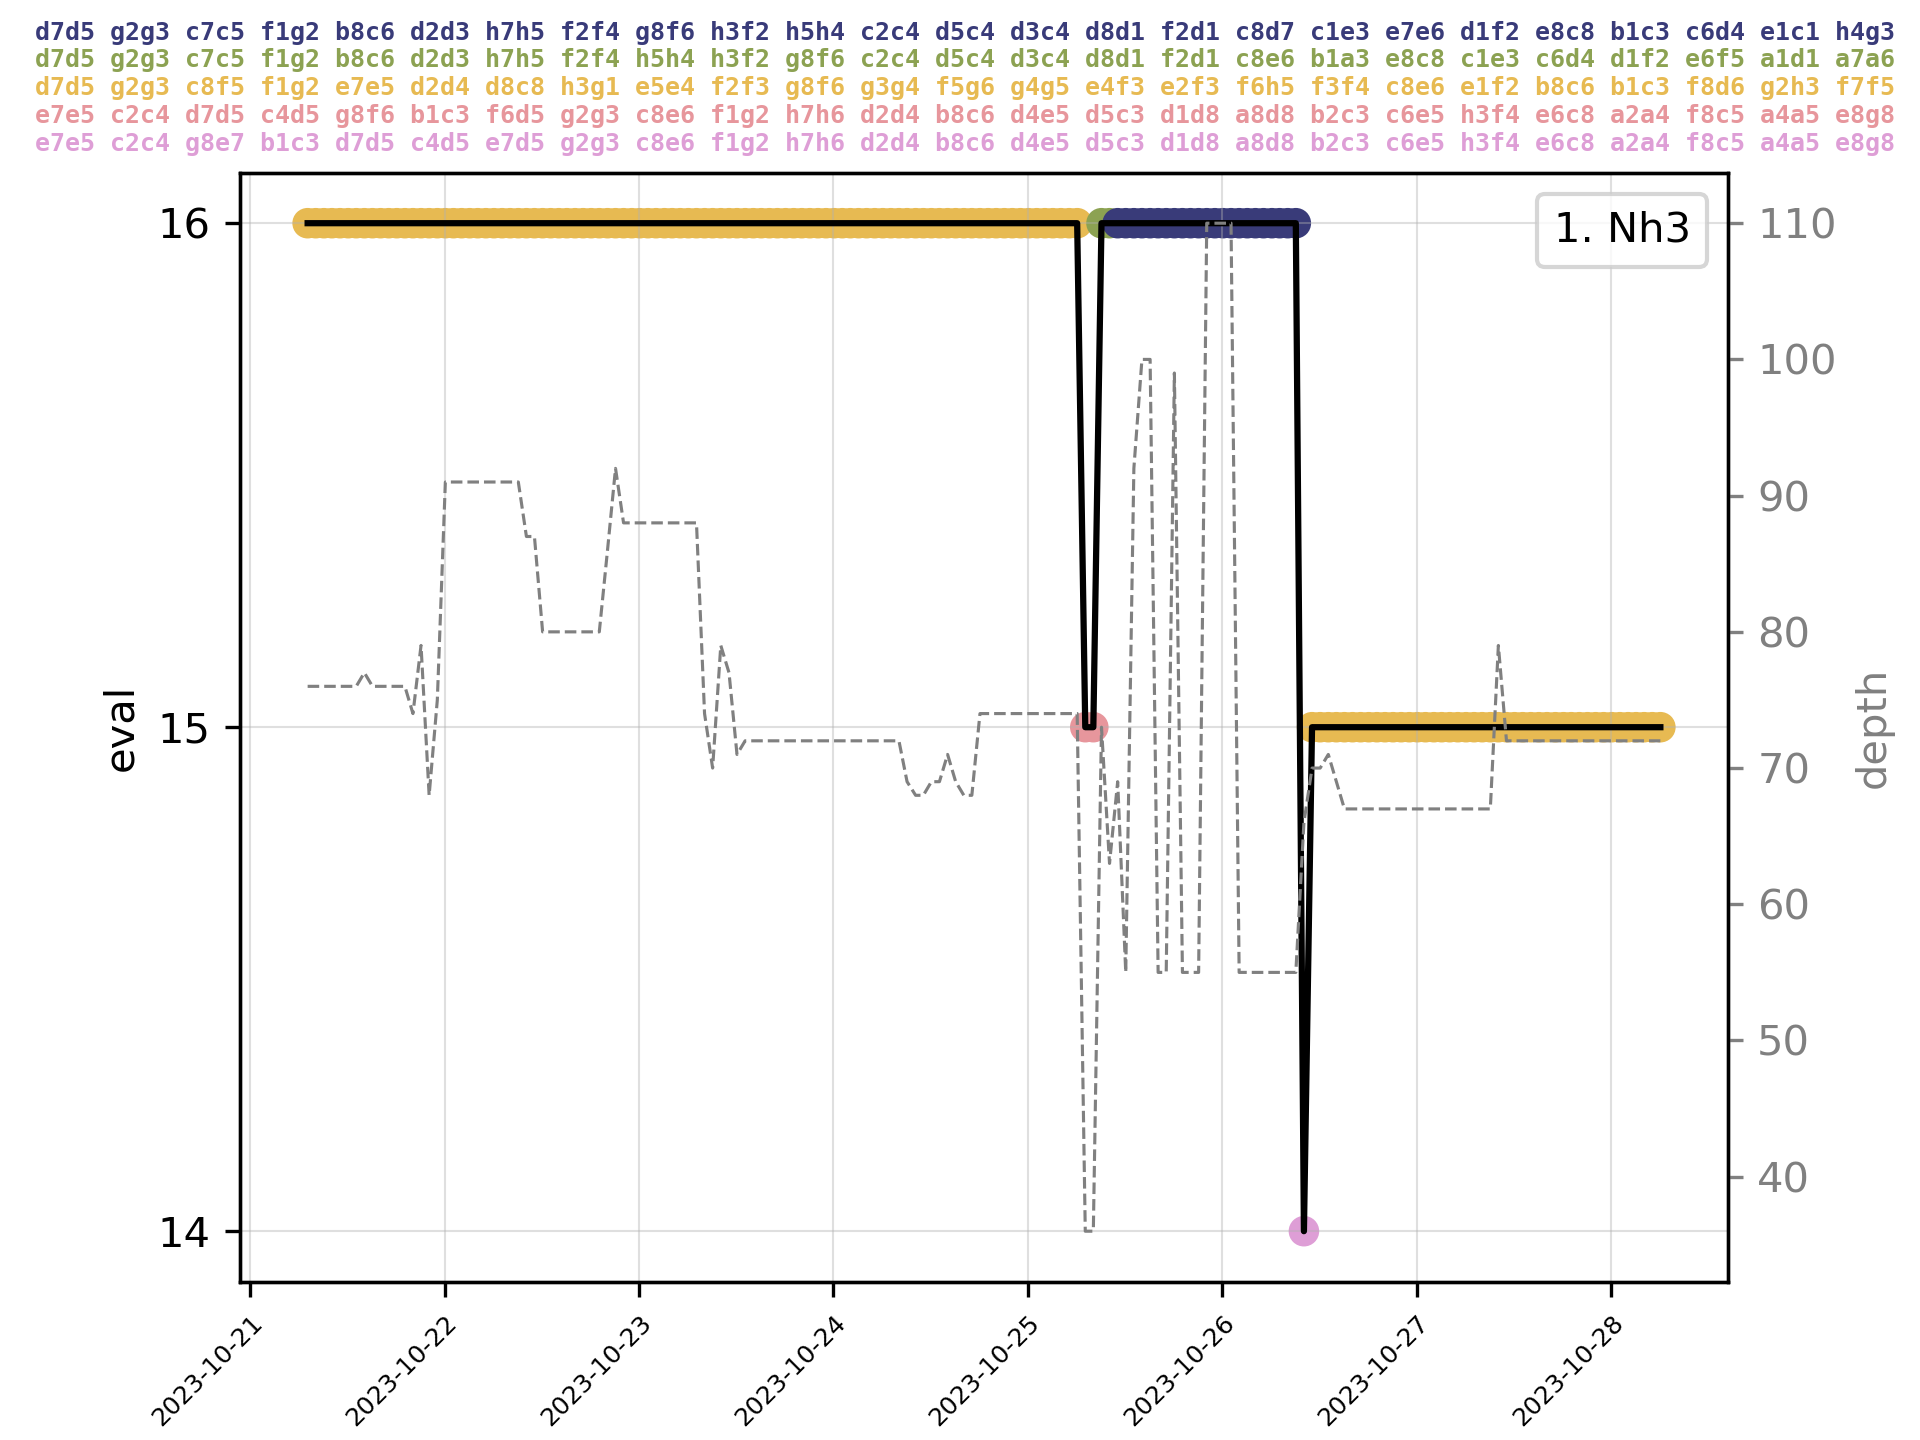 d7d5 g2g3 c7c5 f1g2 b8c6 d2d3 h7h5 f2f4 g8f6 h3f2 h5h4 c2c4 d5c4 d3c4 d8d1 f2d1 c8d7 c1e3 e7e6 d1f2 e8c8 b1c3 c6d4 e1c1 h4g3
d7d5 g2g3 c7c5 f1g2 b8c6 d2d3 h7h5 f2f4 h5h4 h3f2 g8f6 c2c4 d5c4 d3c4 d8d1 f2d1 c8e6 b1a3 e8c8 c1e3 c6d4 d1f2 e6f5 a1d1 a7a6
d7d5 g2g3 c8f5 f1g2 e7e5 d2d4 d8c8 h3g1 e5e4 f2f3 g8f6 g3g4 f5g6 g4g5 e4f3 e2f3 f6h5 f3f4 c8e6 e1f2 b8c6 b1c3 f8d6 g2h3 f7f5
e7e5 c2c4 d7d5 c4d5 g8f6 b1c3 f6d5 g2g3 c8e6 f1g2 h7h6 d2d4 b8c6 d4e5 d5c3 d1d8 a8d8 b2c3 c6e5 h3f4 e6c8 a2a4 f8c5 a4a5 e8g8
e7e5 c2c4 g8e7 b1c3 d7d5 c4d5 e7d5 g2g3 c8e6 f1g2 h7h6 d2d4 b8c6 d4e5 d5c3 d1d8 a8d8 b2c3 c6e5 h3f4 e6c8 a2a4 f8c5 a4a5 e8g8
1. Nh3
eval
16
15
14
depth
110
100
90
80
70
60
50
40
2023-10-21
2023-10-22
2023-10-23
2023-10-24
2023-10-25
2023-10-26
2023-10-27
2023-10-28